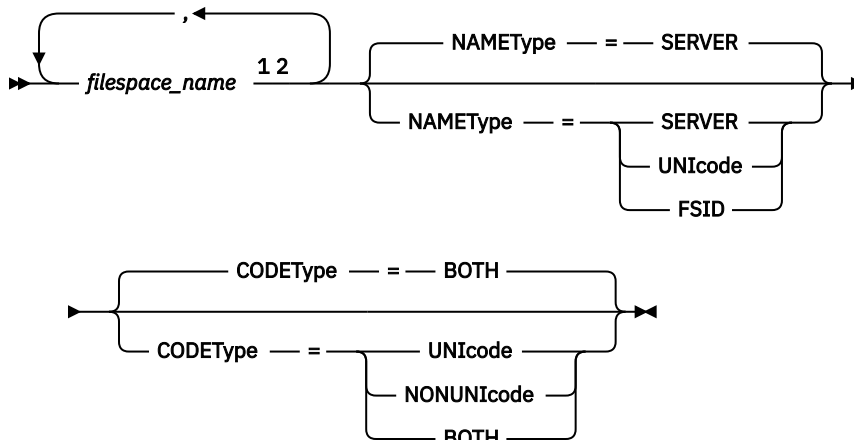 ,
NAMEType = SERVER
filespace_name 1 2
NAMEType = SERVER
UNIcode
FSID
CODEType = BOTH
CODEType = UNIcode
NONUNIcode
BOTH